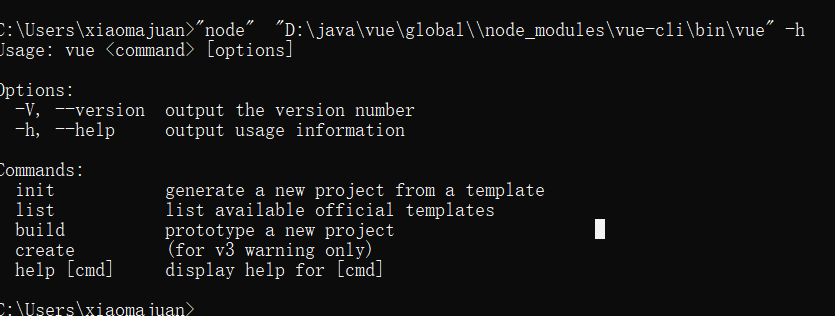 C:\Users\xiaomajuan>"node"  "D:\java\vue\global\\node_modules\vue-cli\bin\vue" -h
Usage: vue <command> [options]
Options:
-V, --version  output the version number
-h, --help     output usage information
Commands:
init           generate a new project from a template
list           list available official templates
build          prototype a new project
create         (for v3 warning only)
help [cmd]     display help for [cmd]
C:\Users\xiaomajuan>